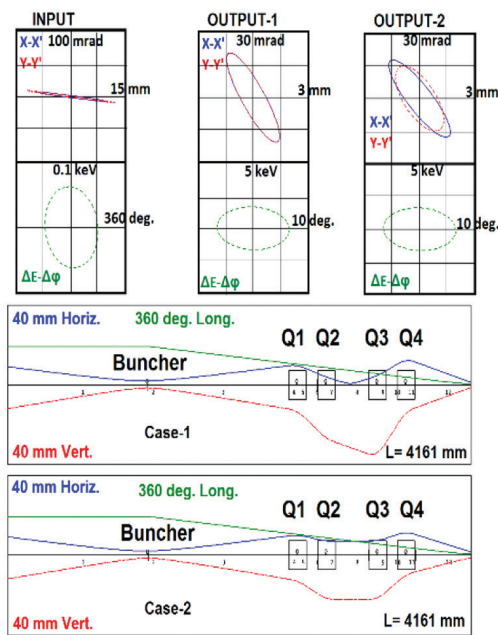 INPUT
OUTPUT-1
OUTPUT-2
X-X'
Y-Y'
100 mrad
15 mm
X-X'
Y-Y'
30 mrad
3 mm
30 mrad
3 mm
X-X'
Y-Y'
0.1 keV
360 deg.
ΔE-Δφ
5 keV
10 deg.
ΔE-Δφ
5 keV
10 deg.
ΔE-Δφ
40 mm Horiz.
360 deg. Long.
Q1 Q2 Q3 Q4
Buncher
Case-1
40 mm Vert.
L= 4161 mm
40 mm Horiz.
360 deg. Long.
Q1 Q2 Q3 Q4
Buncher
Case-2
40 mm Vert.
L= 4161 mm